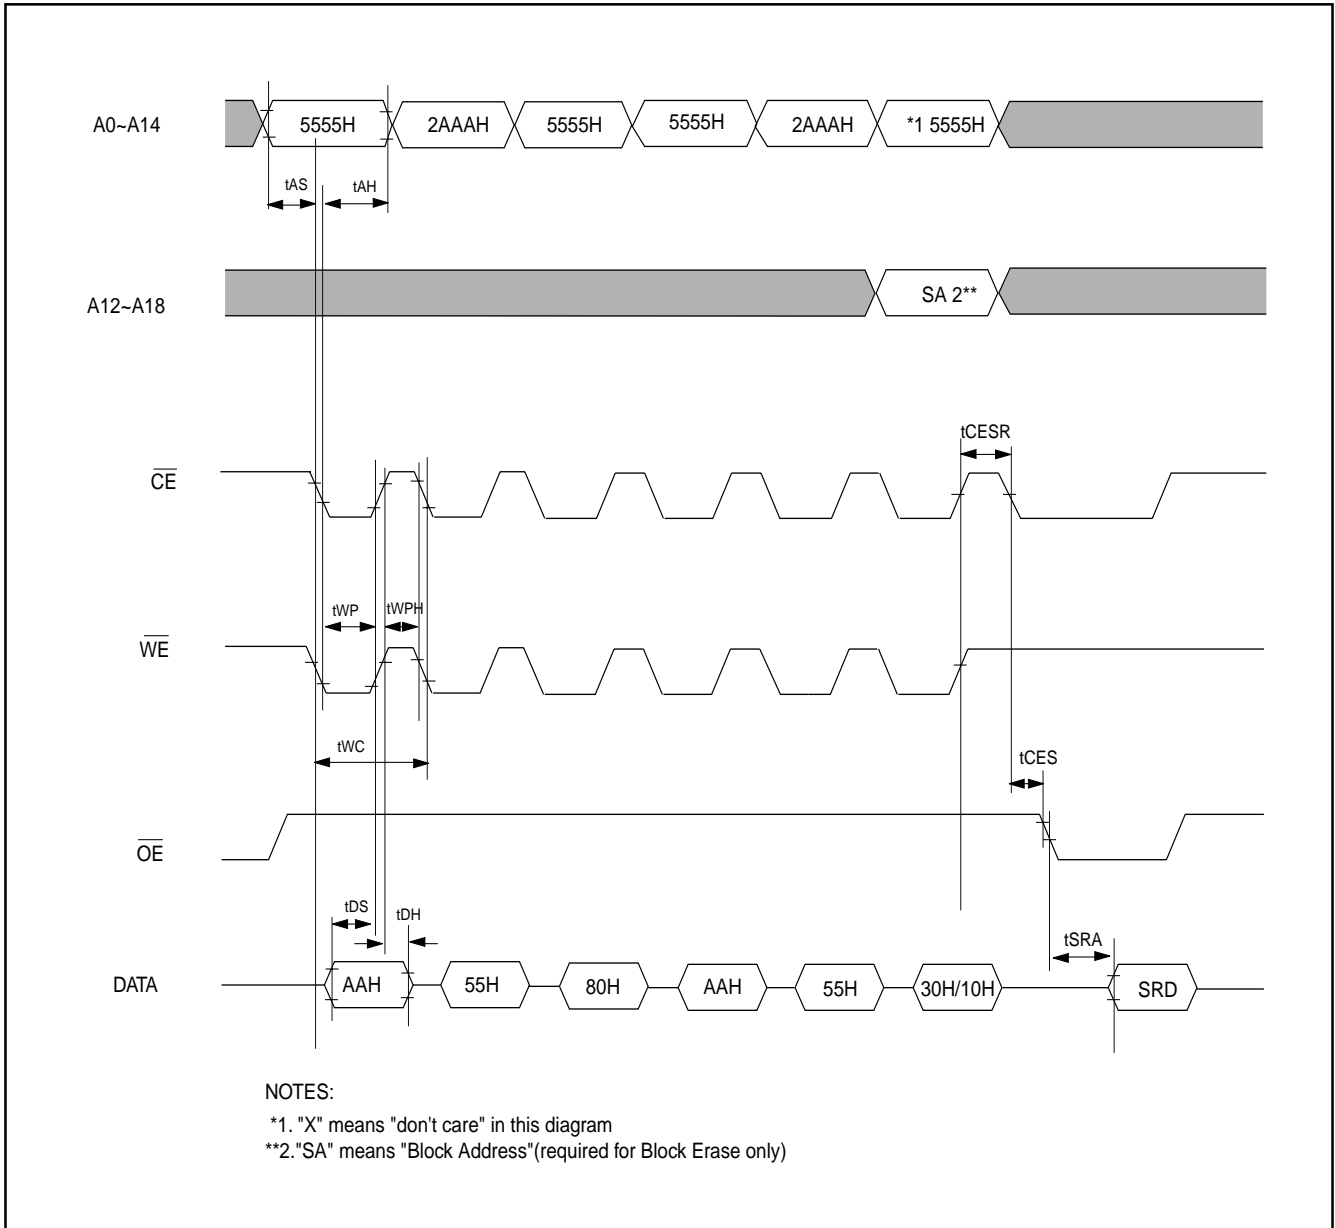 A0~A14
5555H
2AAAH
5555H
5555H
2AAAH
*1 5555H
tAS
tAH
A12~A18
SA 2**
tCESR
CE
tWP
tWPH
WE
tWC
tCES
OE
tDS
tDH
tSRA
DATA
AAH
55H
80H
AAH
55H
30H/10H
SRD
NOTES:
*1. "X" means "don't care" in this diagram
**2."SA" means "Block Address"(required for Block Erase only)